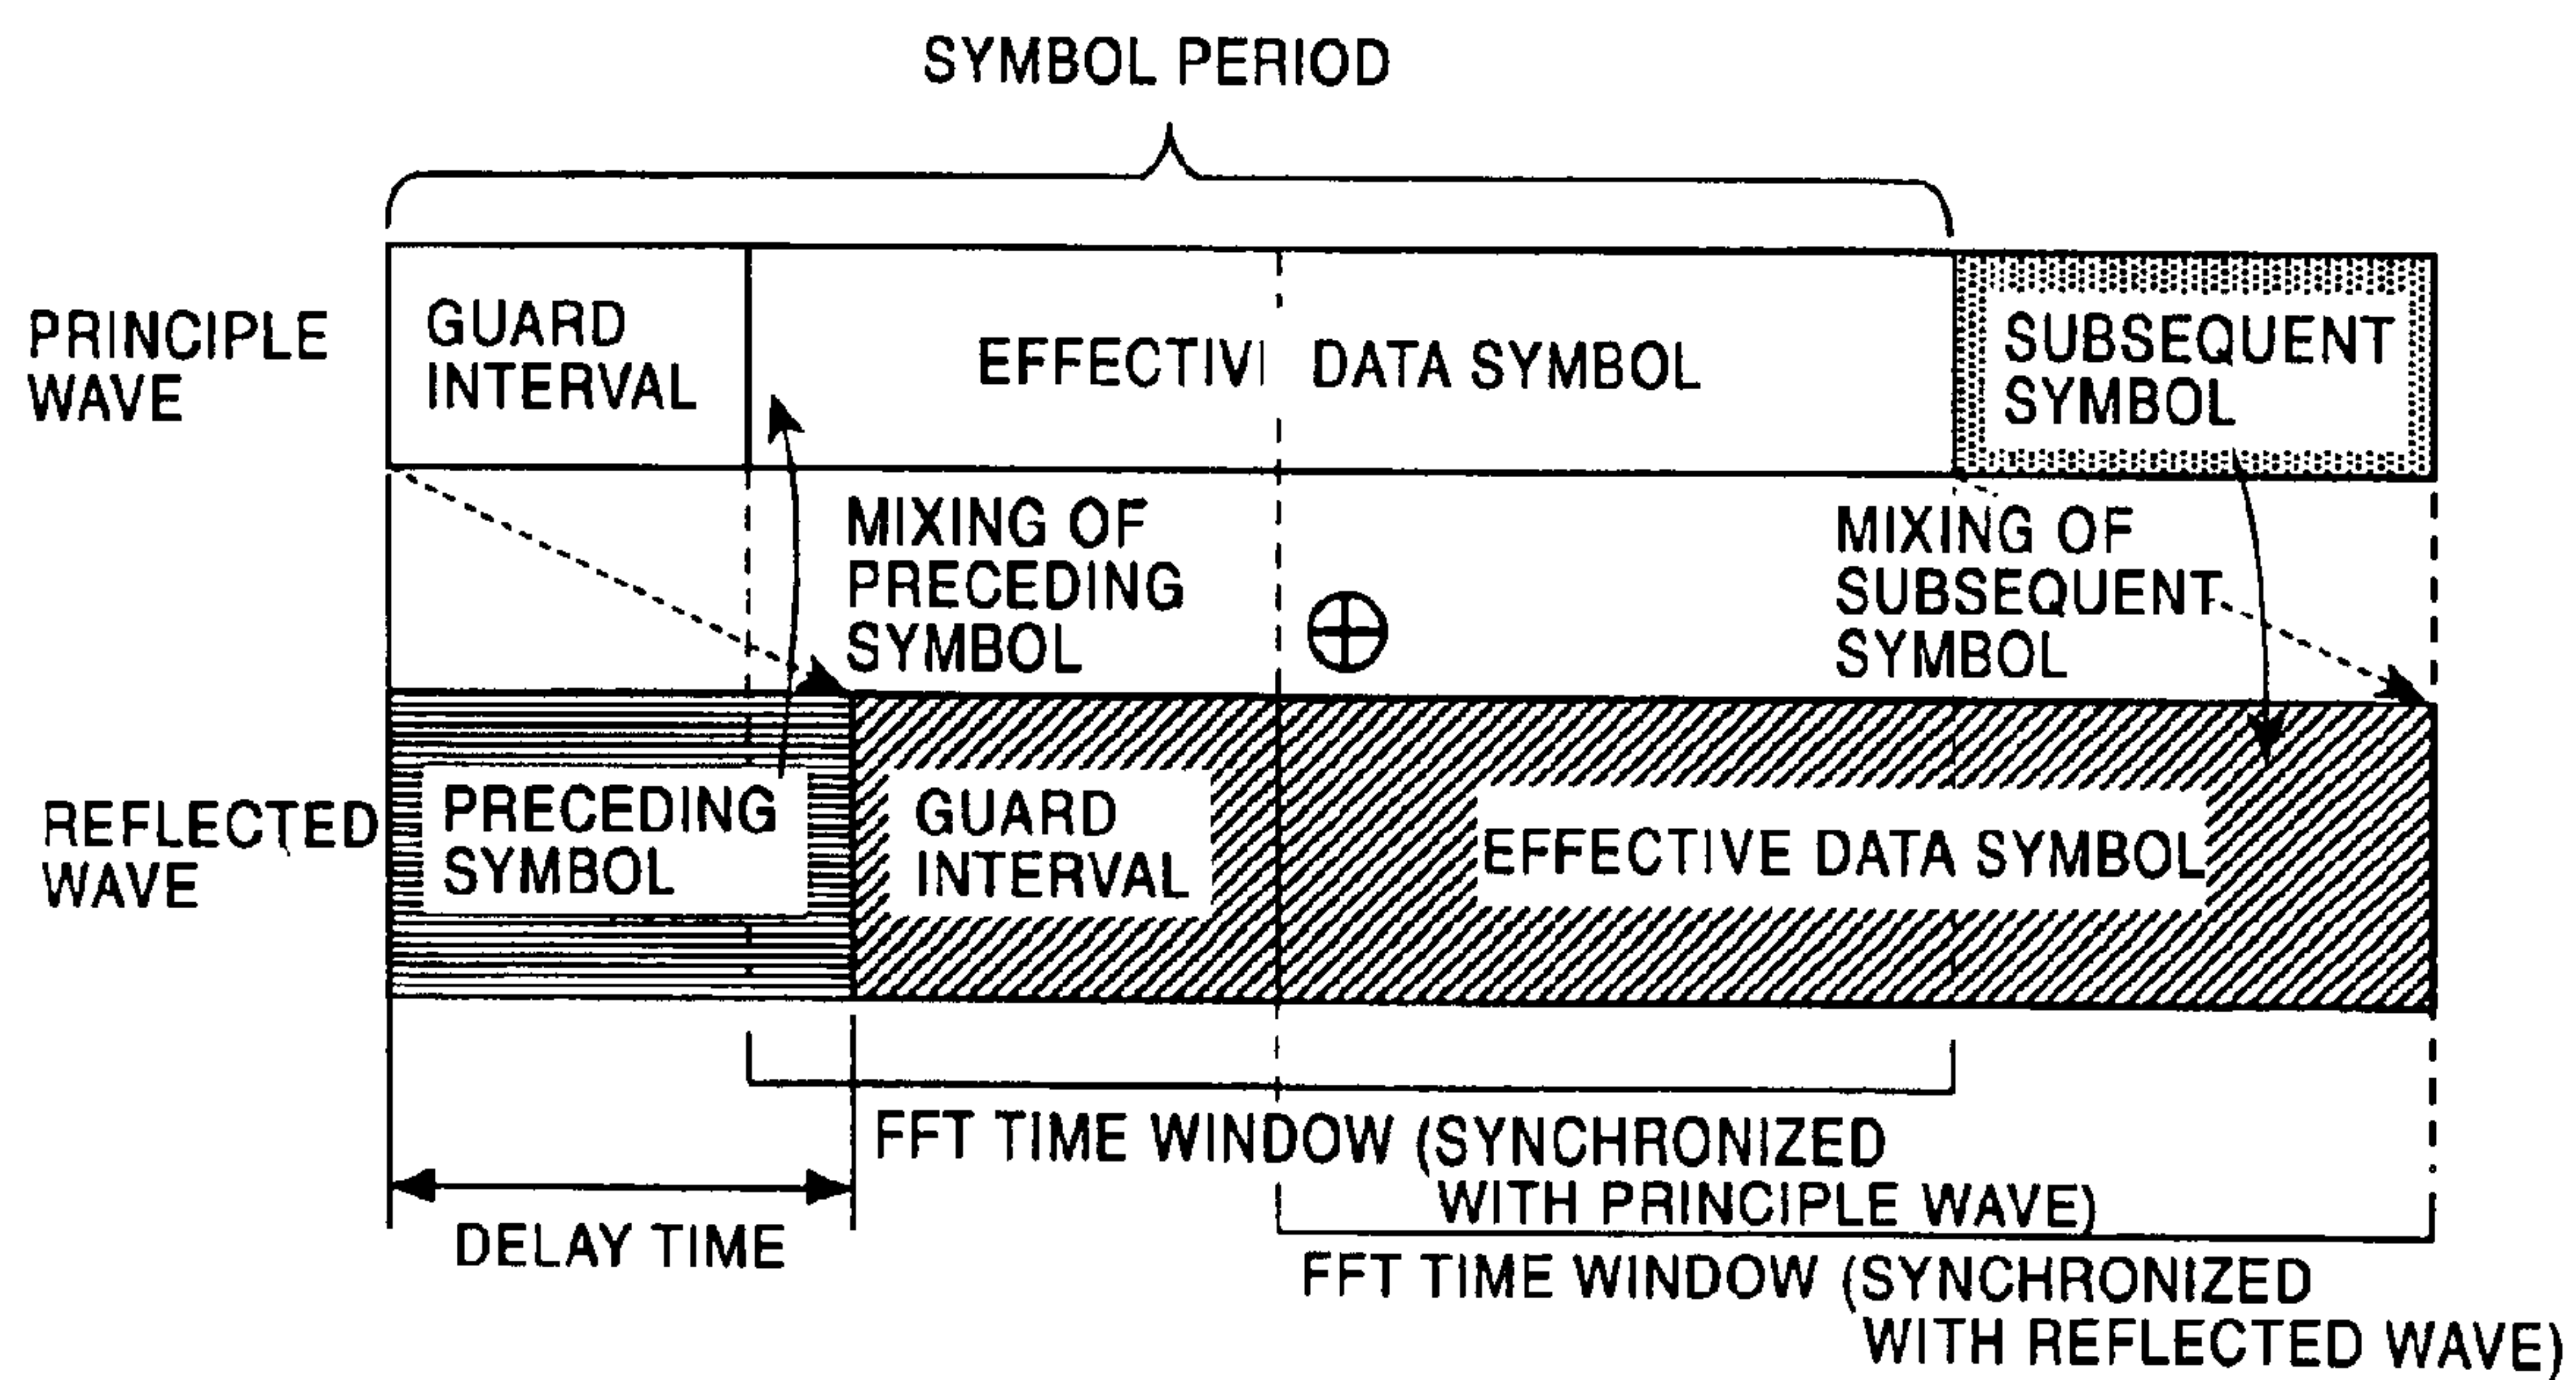 SYMBOL PERIOD
PRINCIPLE
WAVE
GUARD
INTERVAL
EFFECTIV DATA SYMBOL
SUBSEQUENT
SYMBOL
MIXING OF
PRECEDING
SYMBOL
MIXING OF
SUBSEQUENT
SYMBOL
REFLECTED
WAVE
PRECEDING
SYMBOL
GUARD
INTERVAL
EFFECTIVE DATA SYMBOL
FFT TIME WINDOW (SYNCHRONIZED
WITH PRINCIPLE WAVE)
DELAY TIME
FFT TIME WINDOW (SYNCHRONIZED
WITH REFLECTED WAVE)